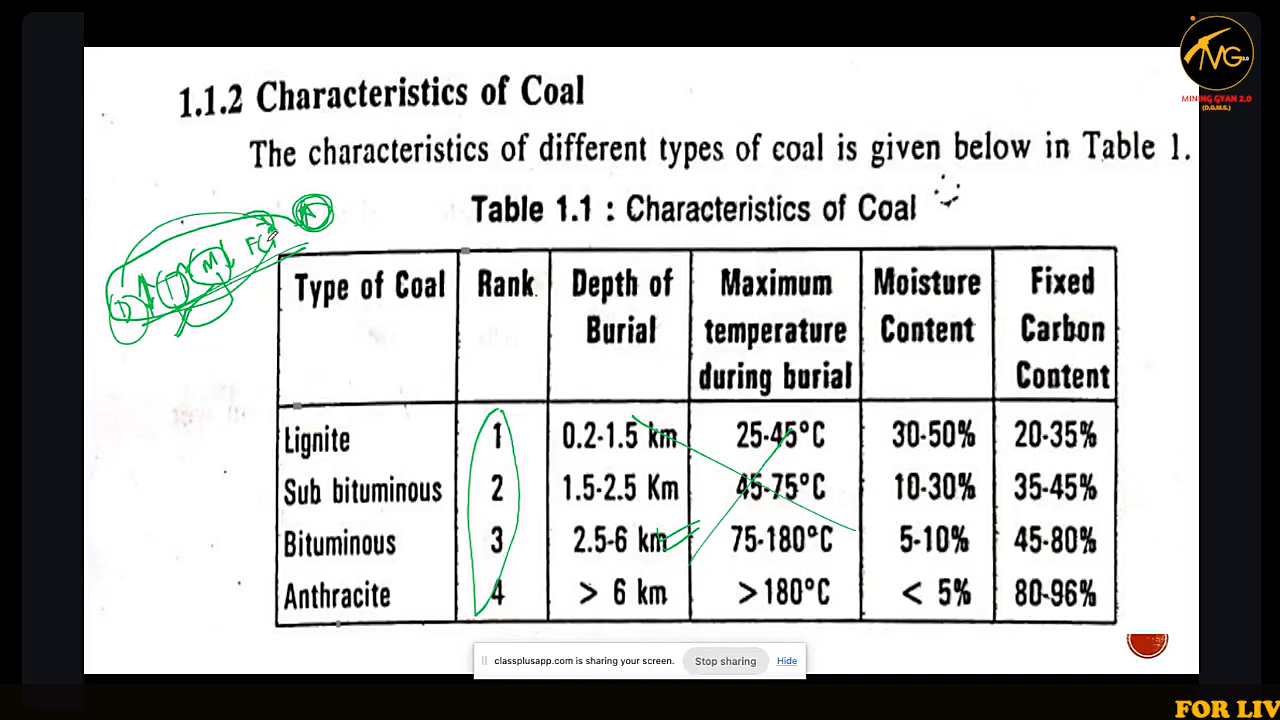 MG 2.0
MINING GYAN 2.0
(D.G.M.S.)
1.1.2 Characteristics of Coal
The characteristics of different types of coal is given below in Table 1.
Table 1.1 : Characteristics of Coal
A
D T M FC
Type of Coal Rank Depth of Burial Maximum temperature during burial Moisture Content Fixed Carbon Content
Lignite 1 0.2-1.5 km 25-45°C 30-50% 20-35%
Sub bituminous 2 1.5-2.5 Km 45-75°C 10-30% 35-45%
Bituminous 3 2.5-6 km 75-180°C 5-10% 45-80%
Anthracite 4 > 6 km >180°C < 5% 80-96%
classplusapp.com is sharing your screen. Stop sharing Hide
FOR LIV